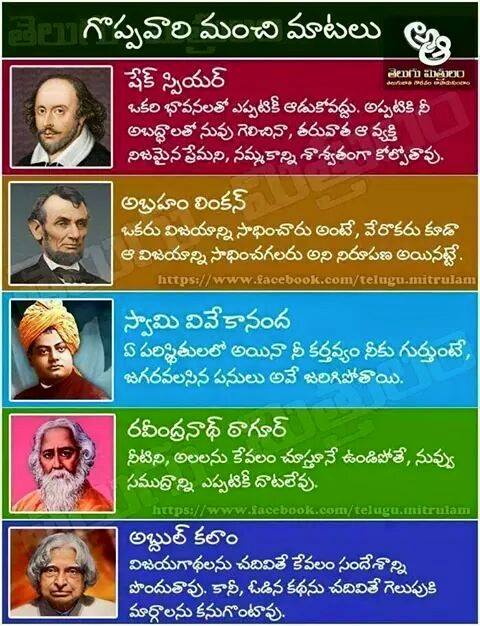 గొప్పవారి మంచి మాటలు
తెలుగు మిత్రులం
షేక్ స్పియర్
ఒకరి భావనలతో ఎప్పటికీ ఆడుకోవద్దు. అప్పటికి నీ
అబద్ధాలతో నువ్వు గెలిచినా, తరువాత ఆ వ్యక్తి
నిజమైన ప్రేమని, నమ్మకాన్ని శాశ్వతంగా కోల్పోతావు.
అబ్రహం లింకన్
ఒకరు విజయాన్ని సాధించారు అంటే, వేరొకరు కూడా
ఆ విజయాన్ని సాధించగలరు అని నిరూపణ అయినట్టే.
https://www.facebook.com/telugu.mitrulam
స్వామి వివేకానంద
ఏ పరిస్థితులలో అయినా నీ కర్తవ్యం నీకు గుర్తుంటే,
జగరవలసిన పనులు అవే జరిగిపోతాయి.
రవీంద్రనాథ్ ఠాగూర్
నీటిని, అలలను కేవలం చూస్తూనే ఉండిపోతే, నువ్వు
సముద్రాన్ని ఎప్పటికీ దాటలేవు.
https://www.facebook.com/telugu.mitrulam
అబ్దుల్ కలాం
విజయగాథలను చదివితే కేవలం సందేశాన్ని
పొందుతావు. కానీ, ఓడిన కథను చదివితే గెలుపుకి
మార్గాలను కనుగొంటావు.